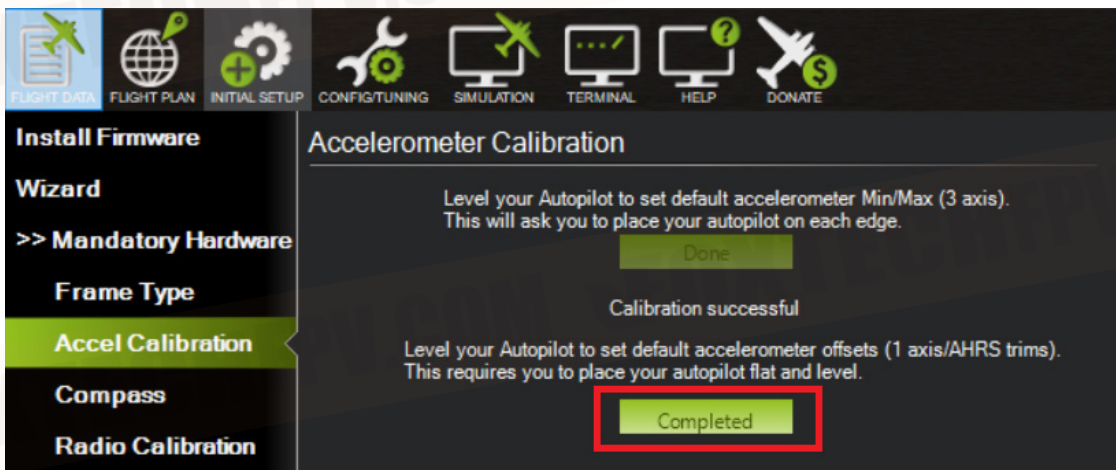 FLIGHT DATA
FLIGHT PLAN
INITIAL SETUP
CONFIG/TUNING
SIMULATION
TERMINAL
HELP
DONATE
Install Firmware
Wizard
>> Mandatory Hardware
Frame Type
Accel Calibration
Compass
Radio Calibration
Accelerometer Calibration
Level your Autopilot to set default accelerometer Min/Max (3 axis).
This will ask you to place your autopilot on each edge.
Done
Calibration successful
Level your Autopilot to set default accelerometer offsets (1 axis/AHRS trims).
This requires you to place your autopilot flat and level.
Completed